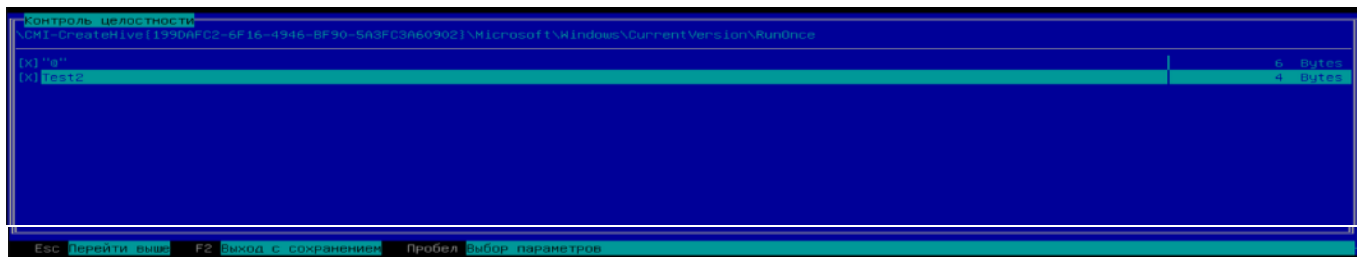 Контроль целостности
\CMI-CreateHive{199DAFC2-6F16-4946-BF90-5A3FC3A60902}\Microsoft\Windows\CurrentVersion\RunOnce
[X]"@" 6 Bytes
[X]Test2 4 Bytes
Esc Перейти выше F2 Выход с сохранением Пробел Выбор параметров